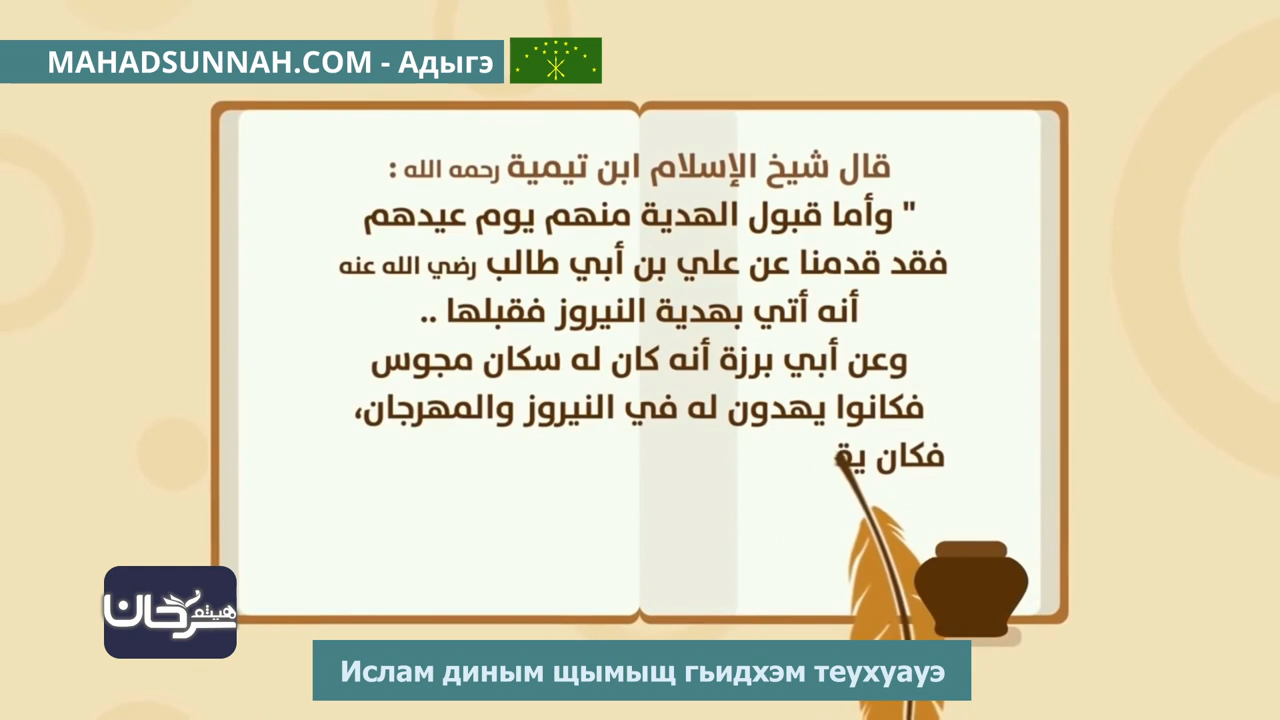 MAHADSUNNAH.COM - Адыгэ
قال شيخ الإسلام ابن تيمية رحمه الله :
" وأما قبول الهدية منهم يوم عيدهم
فقد قدمنا عن علي بن أبي طالب رضي الله عنه
أنه أتي بهدية النيروز فقبلها ..
وعن أبي برزة أنه كان له سكان مجوس
فكانوا يهدون له في النيروز والمهرجان،
فكان يق
هيثم سرحان
Ислам диным щымыщ гьидхэм теухуауэ